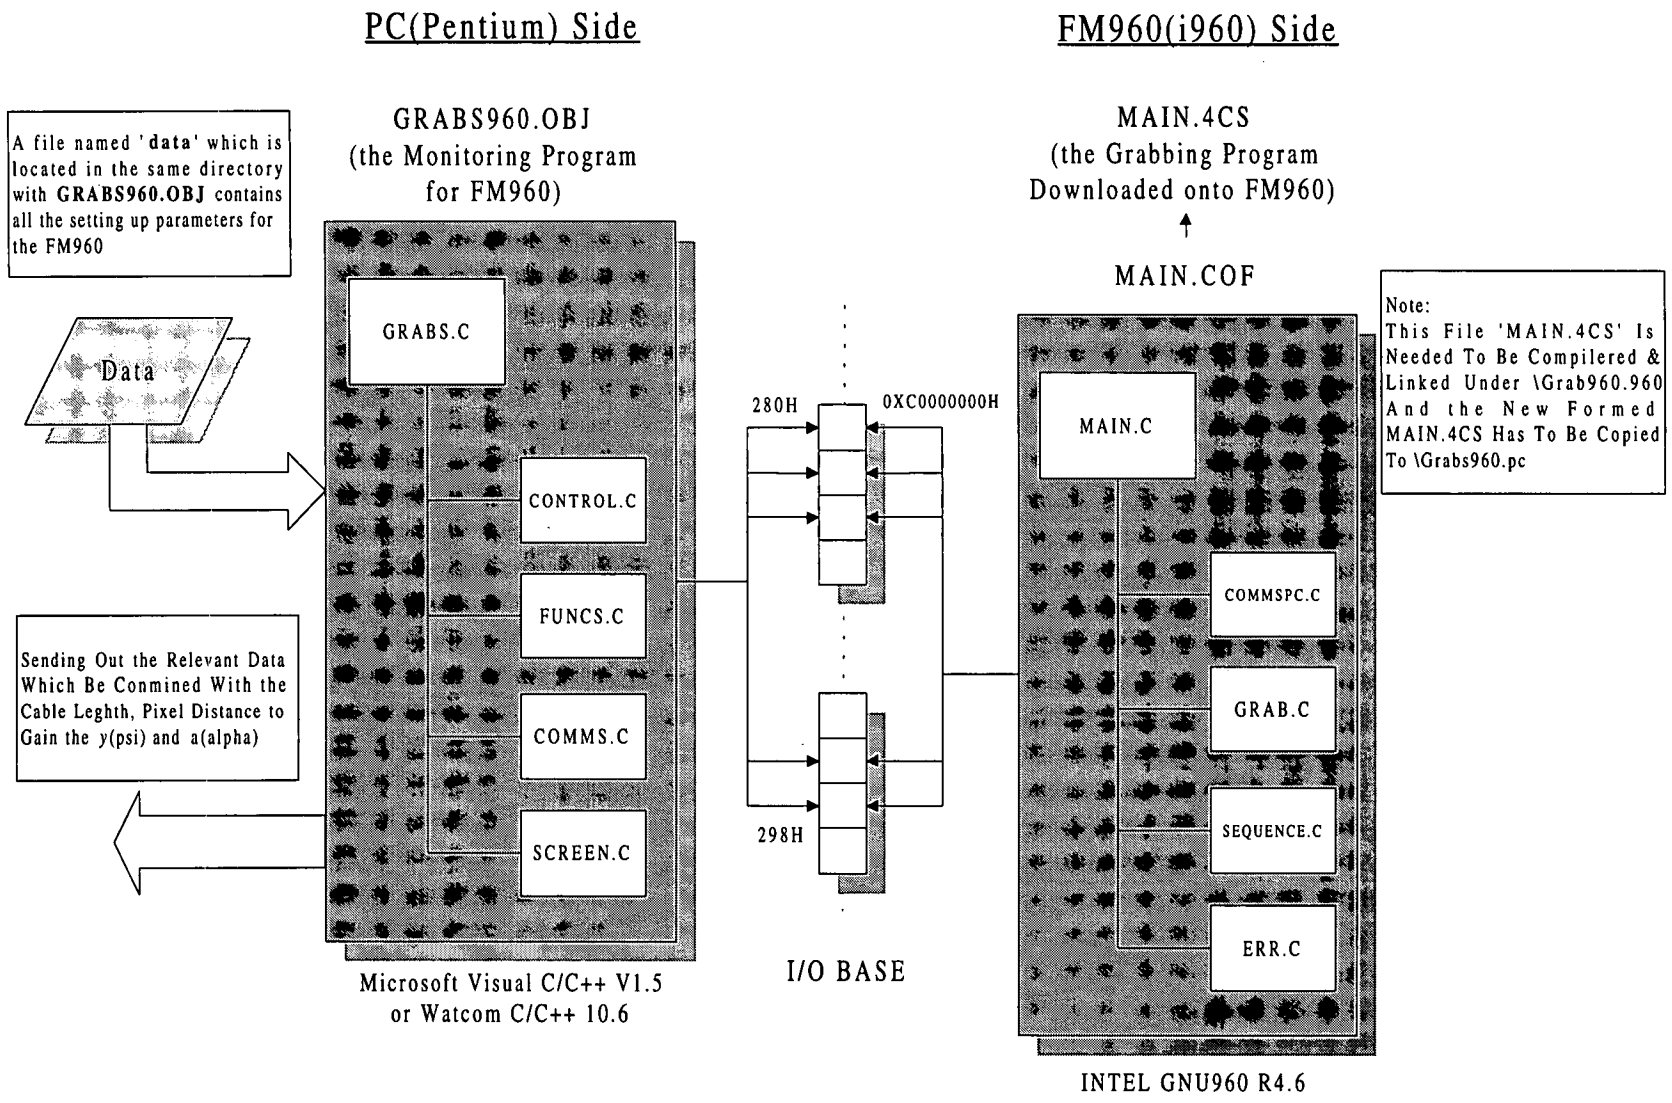 PC(Pentium) Side
FM960(i960) Side
A file named 'data' which is
located in the same directory
with GRABS960.OBJ contains
all the setting up parameters for
the FM960
GRABS960.OBJ
(the Monitoring Program
for FM960)
MAIN.4CS
(the Grabbing Program
Downloaded onto FM960)
MAIN.COF
Note:
This File 'MAIN.4CS' Is
Needed To Be Compilered &
Linked Under \Grab960.960
And the New Formed
MAIN.4CS Has To Be Copied
To \Grabs960.pc
Data
GRABS.C
CONTROL.C
FUNCS.C
COMMS.C
SCREEN.C
280H
0XC0000000H
298H
I/O BASE
MAIN.C
COMMSPC.C
GRAB.C
SEQUENCE.C
ERR.C
Sending Out the Relevant Data
Which Be Conmined With the
Cable Leghth, Pixel Distance to
Gain the y(psi) and a(alpha)
Microsoft Visual C/C++ V1.5
or Watcom C/C++ 10.6
INTEL GNU960 R4.6